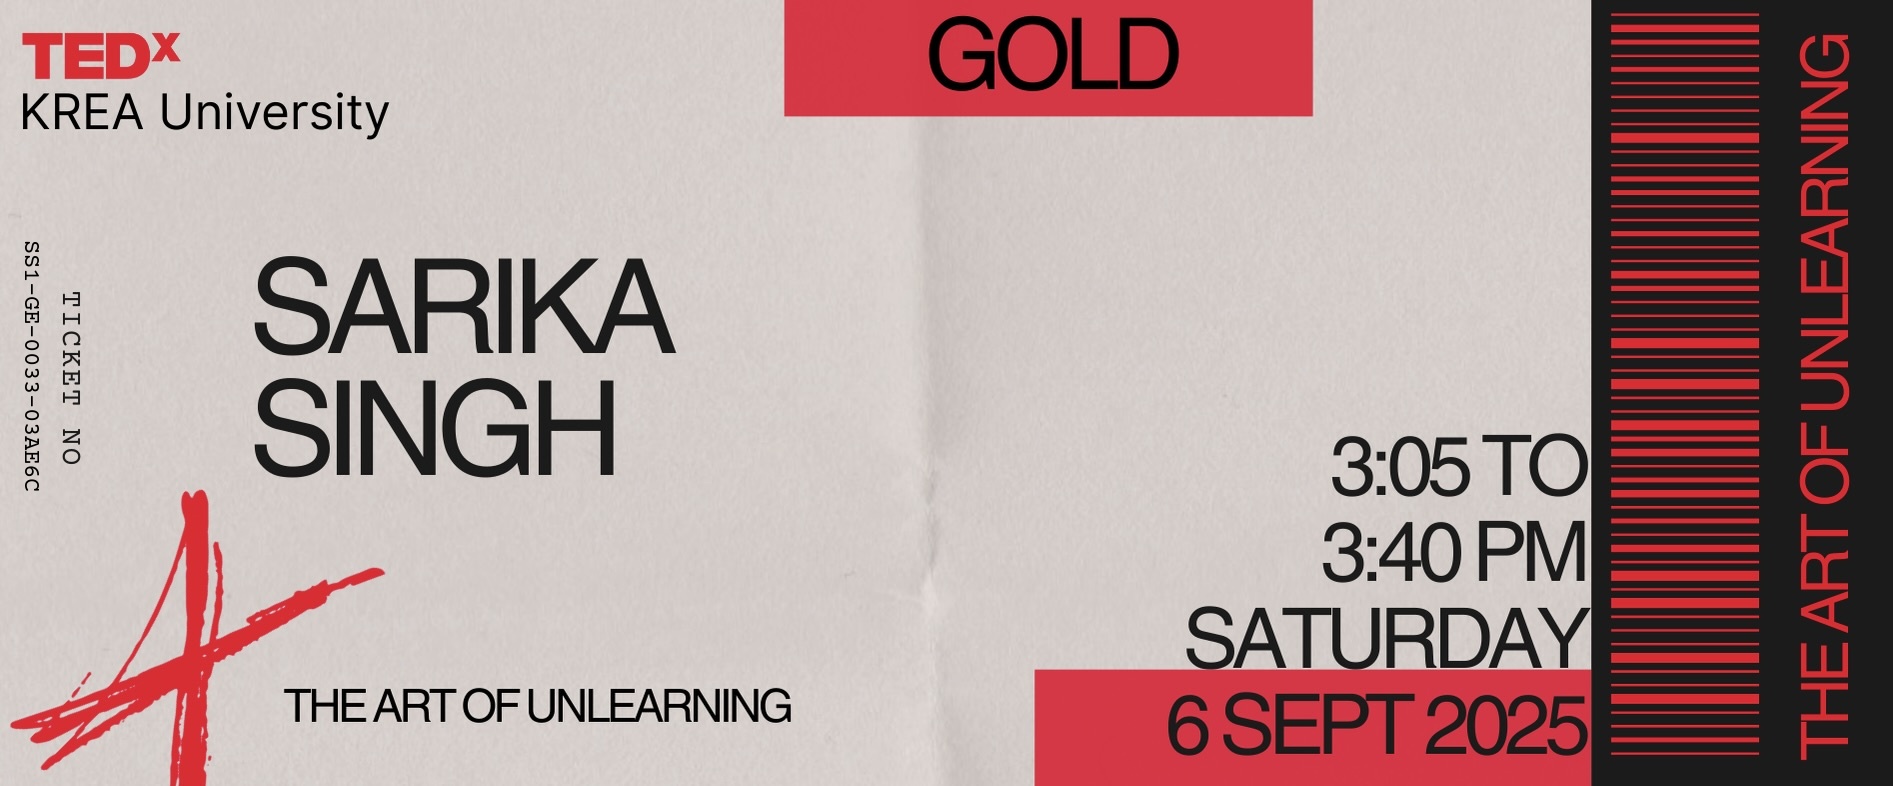 TEDx
KREA University
GOLD
SS1-GE-0033-03AE6C
TICKET NO
SARIKA
SINGH
3:05 TO
3:40 PM
SATURDAY
6 SEPT 2025
THE ART OF UNLEARNING
THE ART OF UNLEARNING